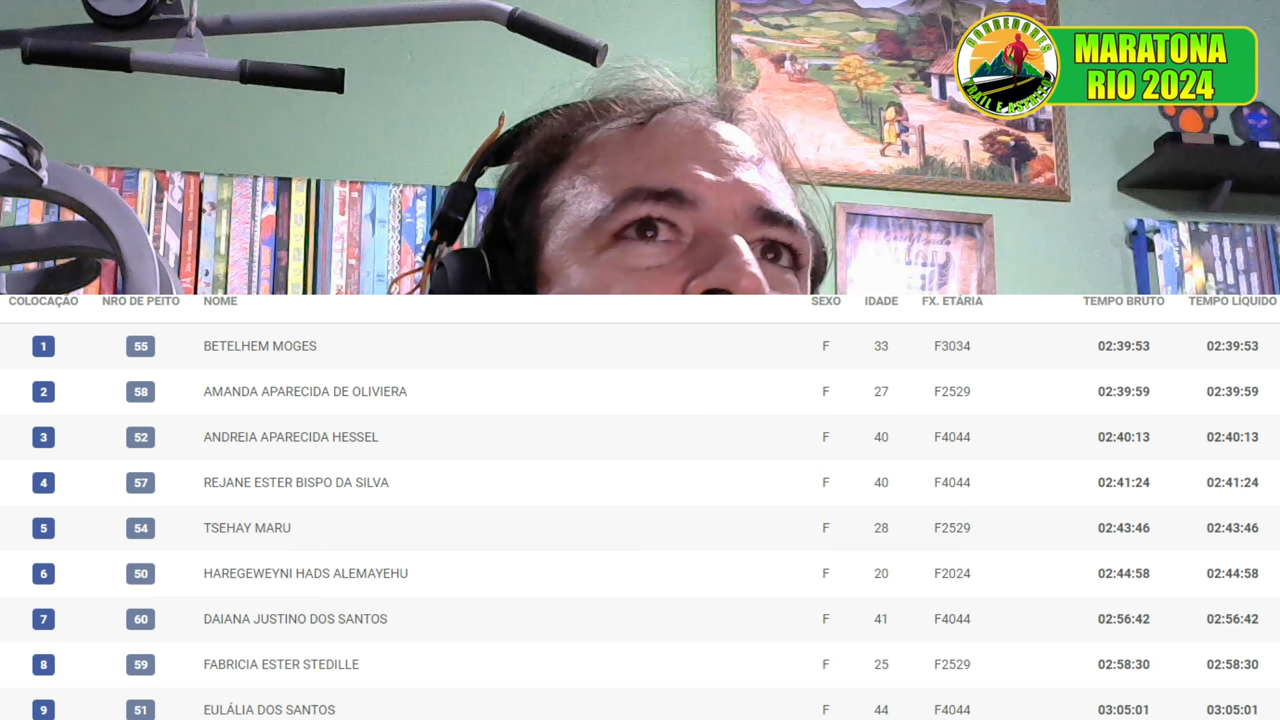 CORREDORES
TRAIL E ASFALTO
MARATONA
RIO 2024
COLOCAÇÃO NRO DE PEITO NOME SEXO IDADE FX. ETÁRIA TEMPO BRUTO TEMPO LIQUIDO
1 55 BETELHEM MOGES F 33 F3034 02:39:53 02:39:53
2 58 AMANDA APARECIDA DE OLIVIERA F 27 F2529 02:39:59 02:39:59
3 52 ANDREIA APARECIDA HESSEL F 40 F4044 02:40:13 02:40:13
4 57 REJANE ESTER BISPO DA SILVA F 40 F4044 02:41:24 02:41:24
5 54 TSEHAY MARU F 28 F2529 02:43:46 02:43:46
6 50 HAREGEWEYNI HADS ALEMAYEHU F 20 F2024 02:44:58 02:44:58
7 60 DAIANA JUSTINO DOS SANTOS F 41 F4044 02:56:42 02:56:42
8 59 FABRICIA ESTER STEDILLE F 25 F2529 02:58:30 02:58:30
9 51 EULÁLIA DOS SANTOS F 44 F4044 03:05:01 03:05:01